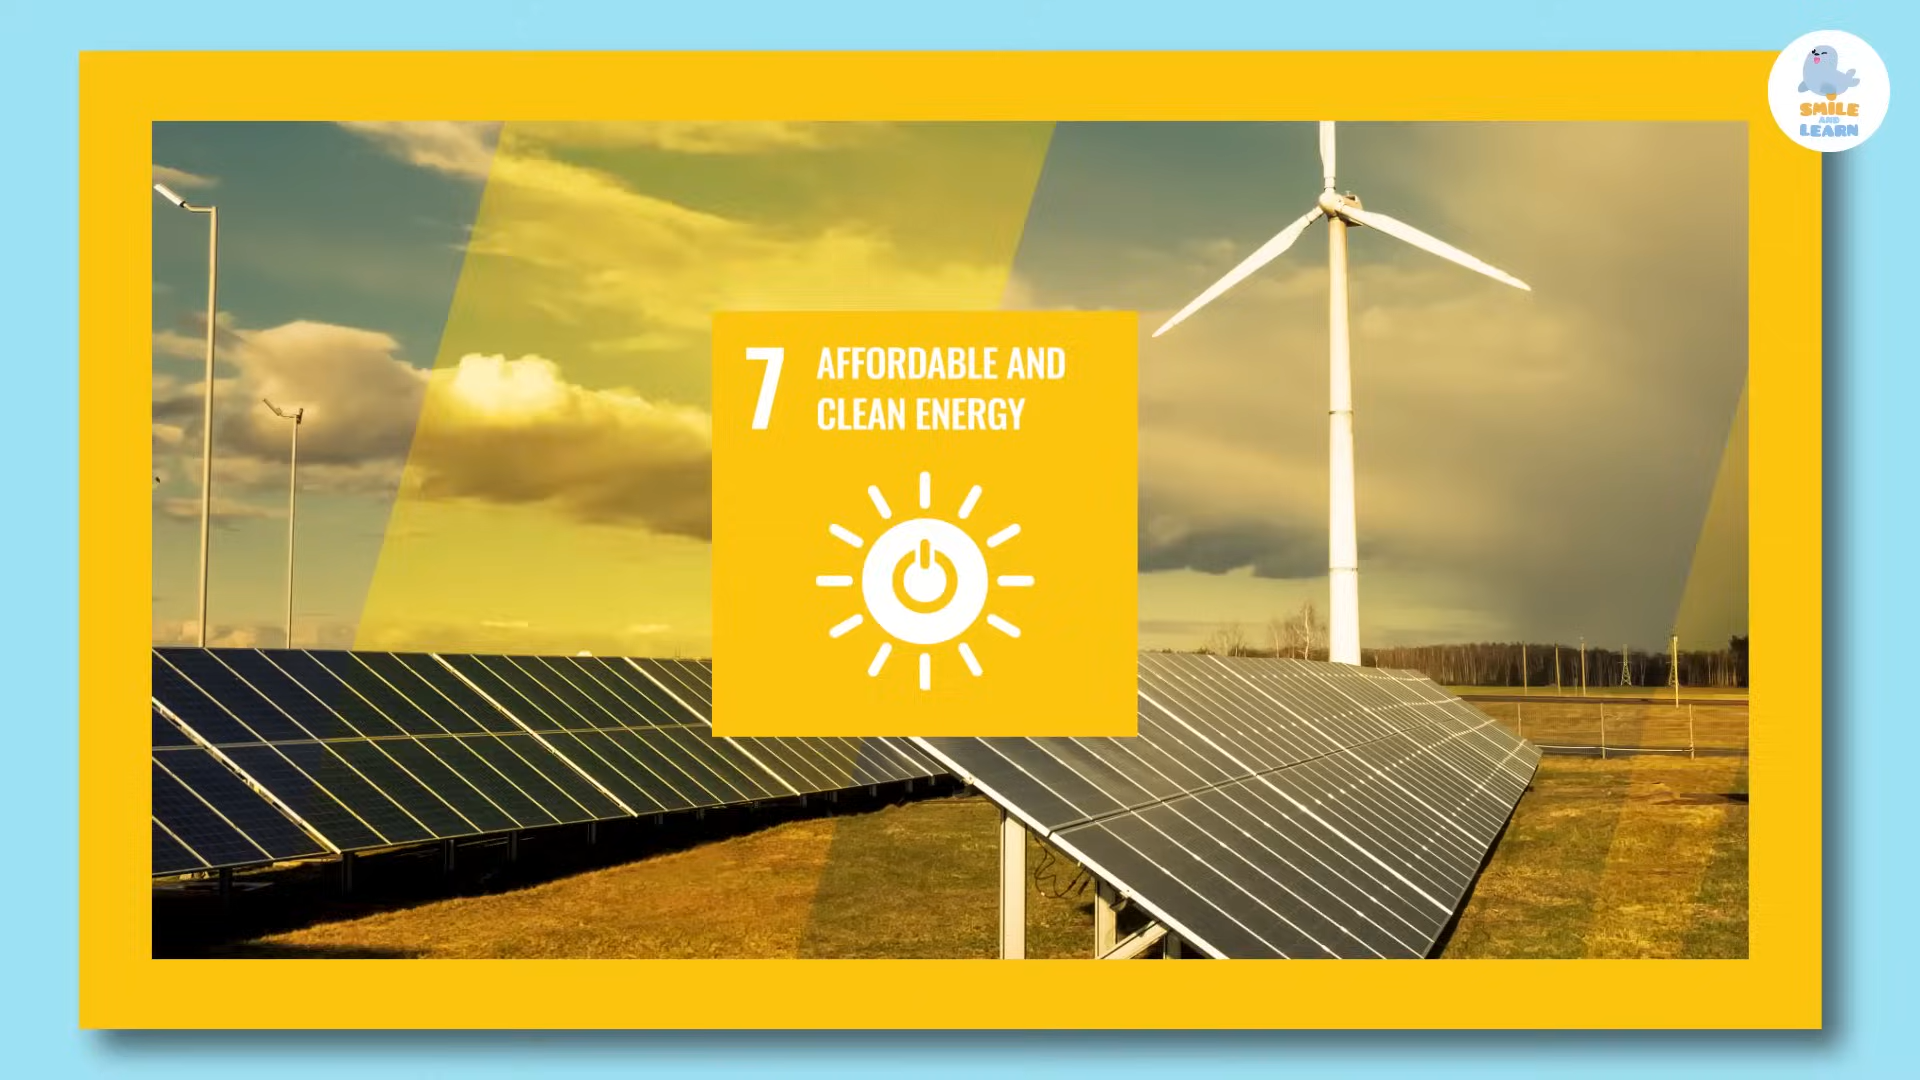 SMILE
AND
LEARN
7
AFFORDABLE AND
CLEAN ENERGY